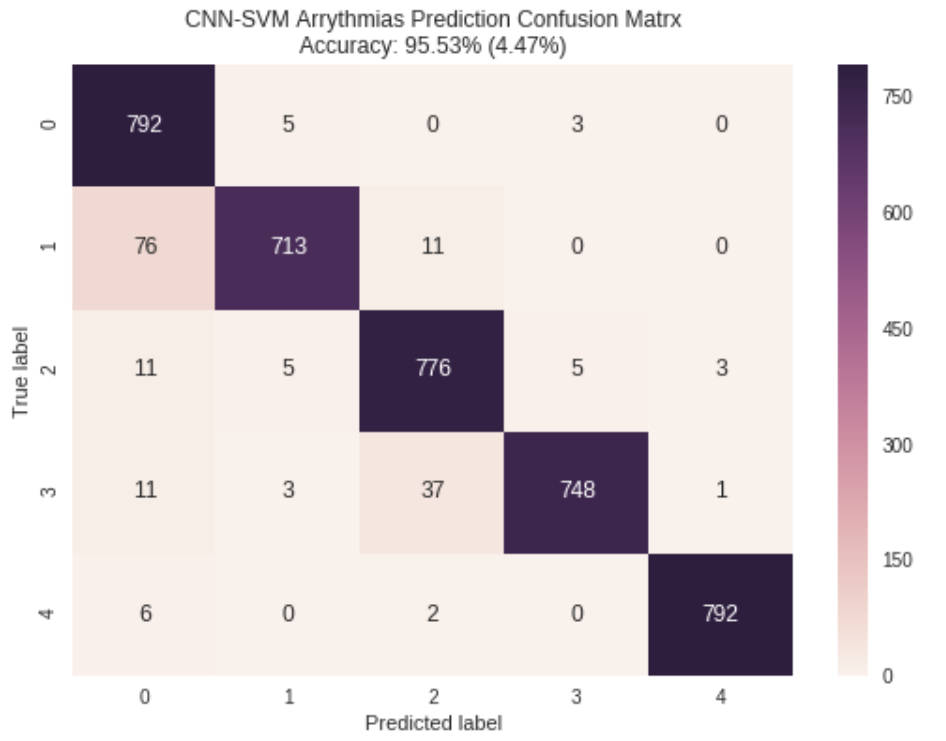 CNN-SVM Arrythmias Prediction Confusion Matrx
Accuracy: 95.53% (4.47%)
750
0 792 5 0 3 0
600
1 76 713 11 0 0
450
True label
2 11 5 776 5 3
300
3 11 3 37 748 1
150
4 6 0 2 0 792
0
0 1 2 3 4
Predicted label